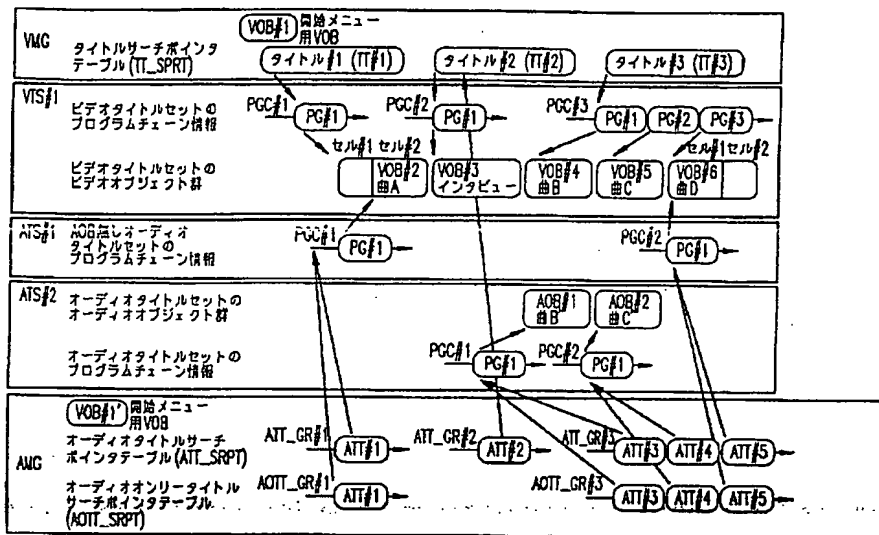 VMG
VOB#1 開始メニュー
用VOB
タイトルサーチポインタ
テーブル(TT_SPRT)
タイトル#1 (TT#1)
タイトル#2 (TT#2)
タイトル#3 (TT#3)
VTS#1
ビデオタイトルセットの
プログラムチェーン情報
PGC#1
PG#1
PGC#2
PG#1
PGC#3
PG#1
PG#2
PG#3
セル#1 セル#2
セル#1 セル#2
ビデオタイトルセットの
ビデオオブジェクト群
VOB#2
曲A
VOB#3
インタビュー
VOB#4
曲B
VOB#5
曲C
VOB#6
曲D
ATS#1
AOB無しオーディオ
タイトルセットの
プログラムチェーン情報
PGC#1
PG#1
PGC#2
PG#1
ATS#2
オーディオタイトルセットの
オーディオオブジェクト群
AOB#1
曲B
AOB#2
曲C
オーディオタイトルセットの
プログラムチェーン情報
PGC#1
PG#1
PGC#2
PG#1
AMG
VOB#1' 開始メニュー
用VOB
オーディオタイトルサーチ
ポインタテーブル(ATT_SRPT)
ATT_GR#1
ATT#1
ATT_GR#2
ATT#2
ATT_GR#3
ATT#3
ATT#4
ATT#5
オーディオオンリータイトル
サーチポインタテーブル
(AOTT_SRPT)
AOTT_GR#1
ATT#1
AOTT_GR#3
ATT#3
ATT#4
ATT#5